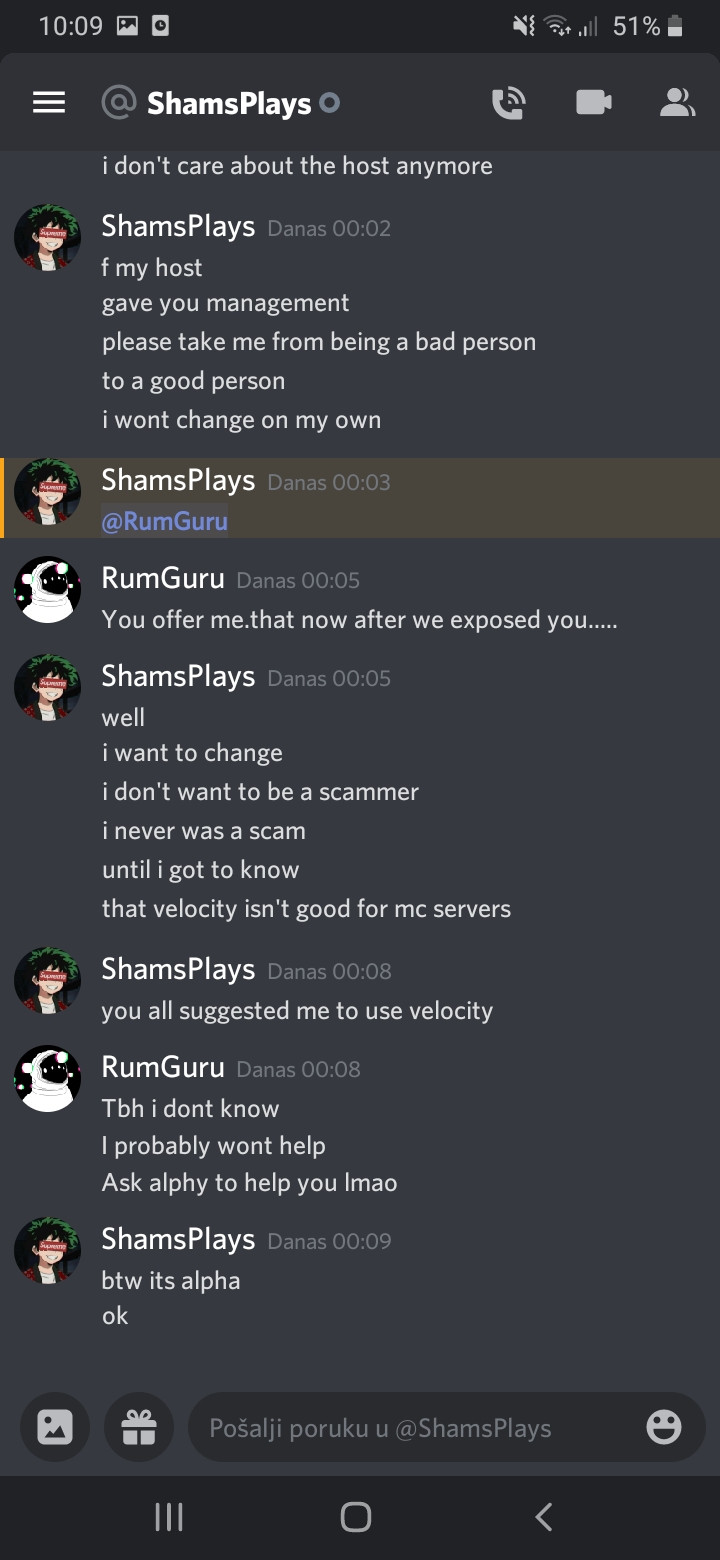 10:09
51%
@ ShamsPlays
i don't care about the host anymore
ShamsPlays Danas 00:02
f my host
gave you management
please take me from being a bad person
to a good person
i wont change on my own
ShamsPlays Danas 00:03
@RumGuru
RumGuru Danas 00:05
You offer me.that now after we exposed you.....
ShamsPlays Danas 00:05
well
i want to change
i don't want to be a scammer
i never was a scam
until i got to know
that velocity isn't good for mc servers
ShamsPlays Danas 00:08
you all suggested me to use velocity
RumGuru Danas 00:08
Tbh i dont know
I probably wont help
Ask alphy to help you lmao
ShamsPlays Danas 00:09
btw its alpha
ok
Pošalji poruku u @ShamsPlays